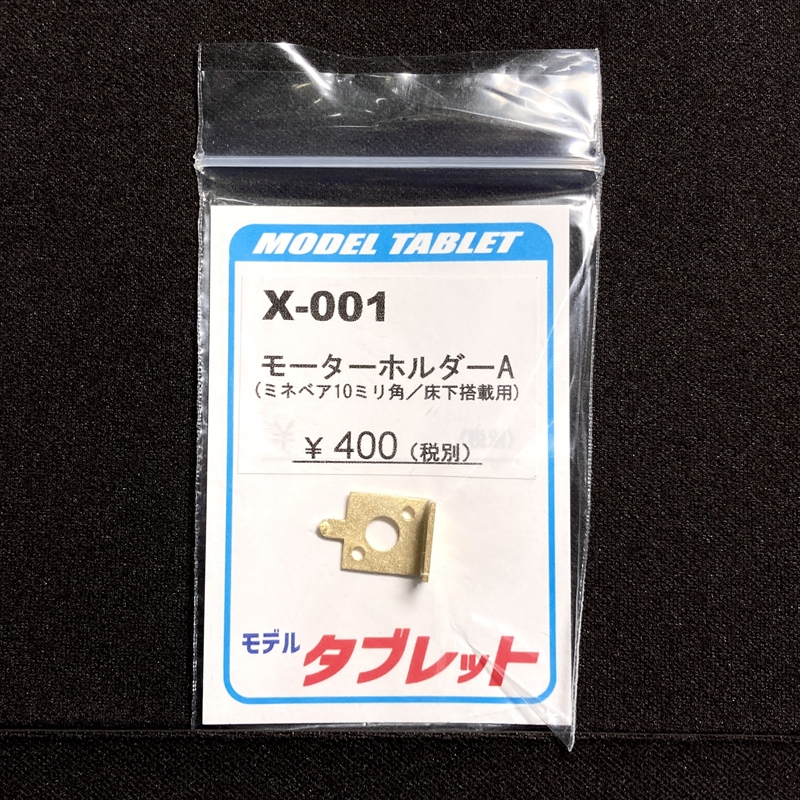 MODEL TABLET
X-001
モーターホルダーA
(ミネベア10ミリ角／床下搭載用)
¥ 400 (税別)
モデル タブレット